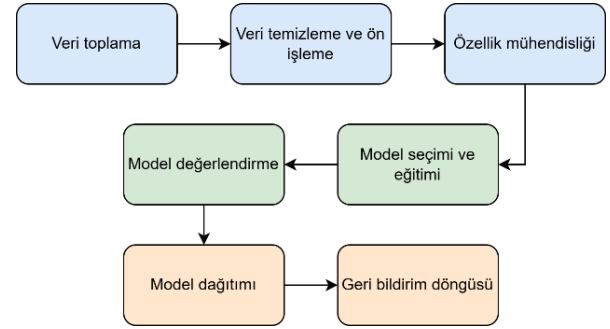 Veri toplama
Veri temizleme ve ön
işleme
Özellik mühendisliği
Model seçimi ve
eğitimi
Model değerlendirme
Model dağıtımı
Geri bildirim döngüsü